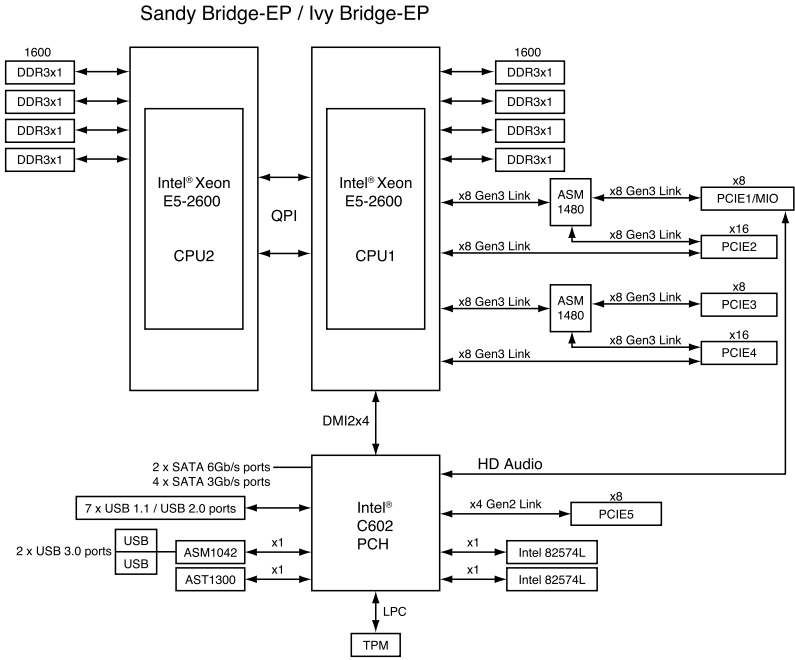 Sandy Bridge-EP / Ivy Bridge-EP
1600
DDR3x1
DDR3x1
DDR3x1
DDR3x1
Intel® Xeon
E5-2600
CPU2
QPI
Intel® Xeon
E5-2600
CPU1
1600
DDR3x1
DDR3x1
DDR3x1
DDR3x1
x8 Gen3 Link
ASM
1480
x8 Gen3 Link
x8
PCIE1/MIO
x8 Gen3 Link
x8 Gen3 Link
x16
PCIE2
x8 Gen3 Link
ASM
1480
x8 Gen3 Link
x8
PCIE3
x8 Gen3 Link
x8 Gen3 Link
x16
PCIE4
DMI2x4
2 x SATA 6Gb/s ports
4 x SATA 3Gb/s ports
7 x USB 1.1 / USB 2.0 ports
2 x USB 3.0 ports
USB
USB
ASM1042
x1
AST1300
x1
Intel®
C602
PCH
HD Audio
x4 Gen2 Link
x8
PCIE5
x1
Intel 82574L
x1
Intel 82574L
LPC
TPM